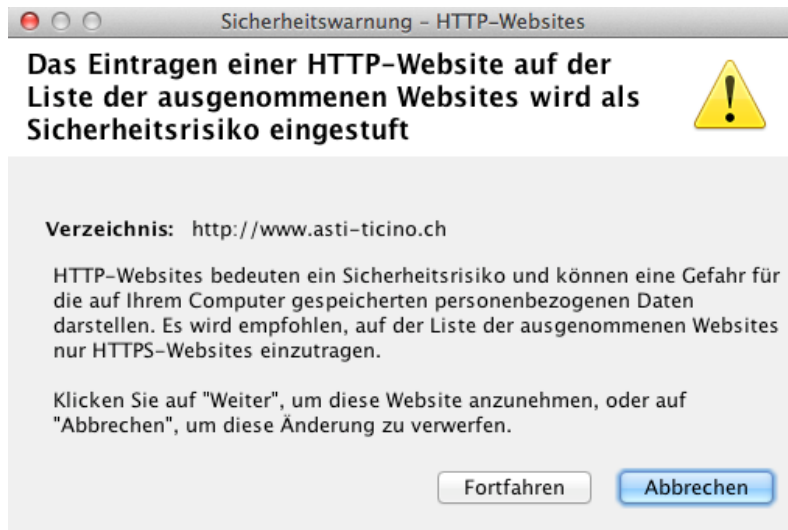 Sicherheitswarnung – HTTP-Websites
Das Eintragen einer HTTP-Website auf der
Liste der ausgenommenen Websites wird als
Sicherheitsrisiko eingestuft
Verzeichnis: http://www.asti-ticino.ch
HTTP-Websites bedeuten ein Sicherheitsrisiko und können eine Gefahr für
die auf Ihrem Computer gespeicherten personenbezogenen Daten
darstellen. Es wird empfohlen, auf der Liste der ausgenommenen Websites
nur HTTPS-Websites einzutragen.
Klicken Sie auf "Weiter", um diese Website anzunehmen, oder auf
"Abbrechen", um diese Änderung zu verwerfen.
Fortfahren Abbrechen